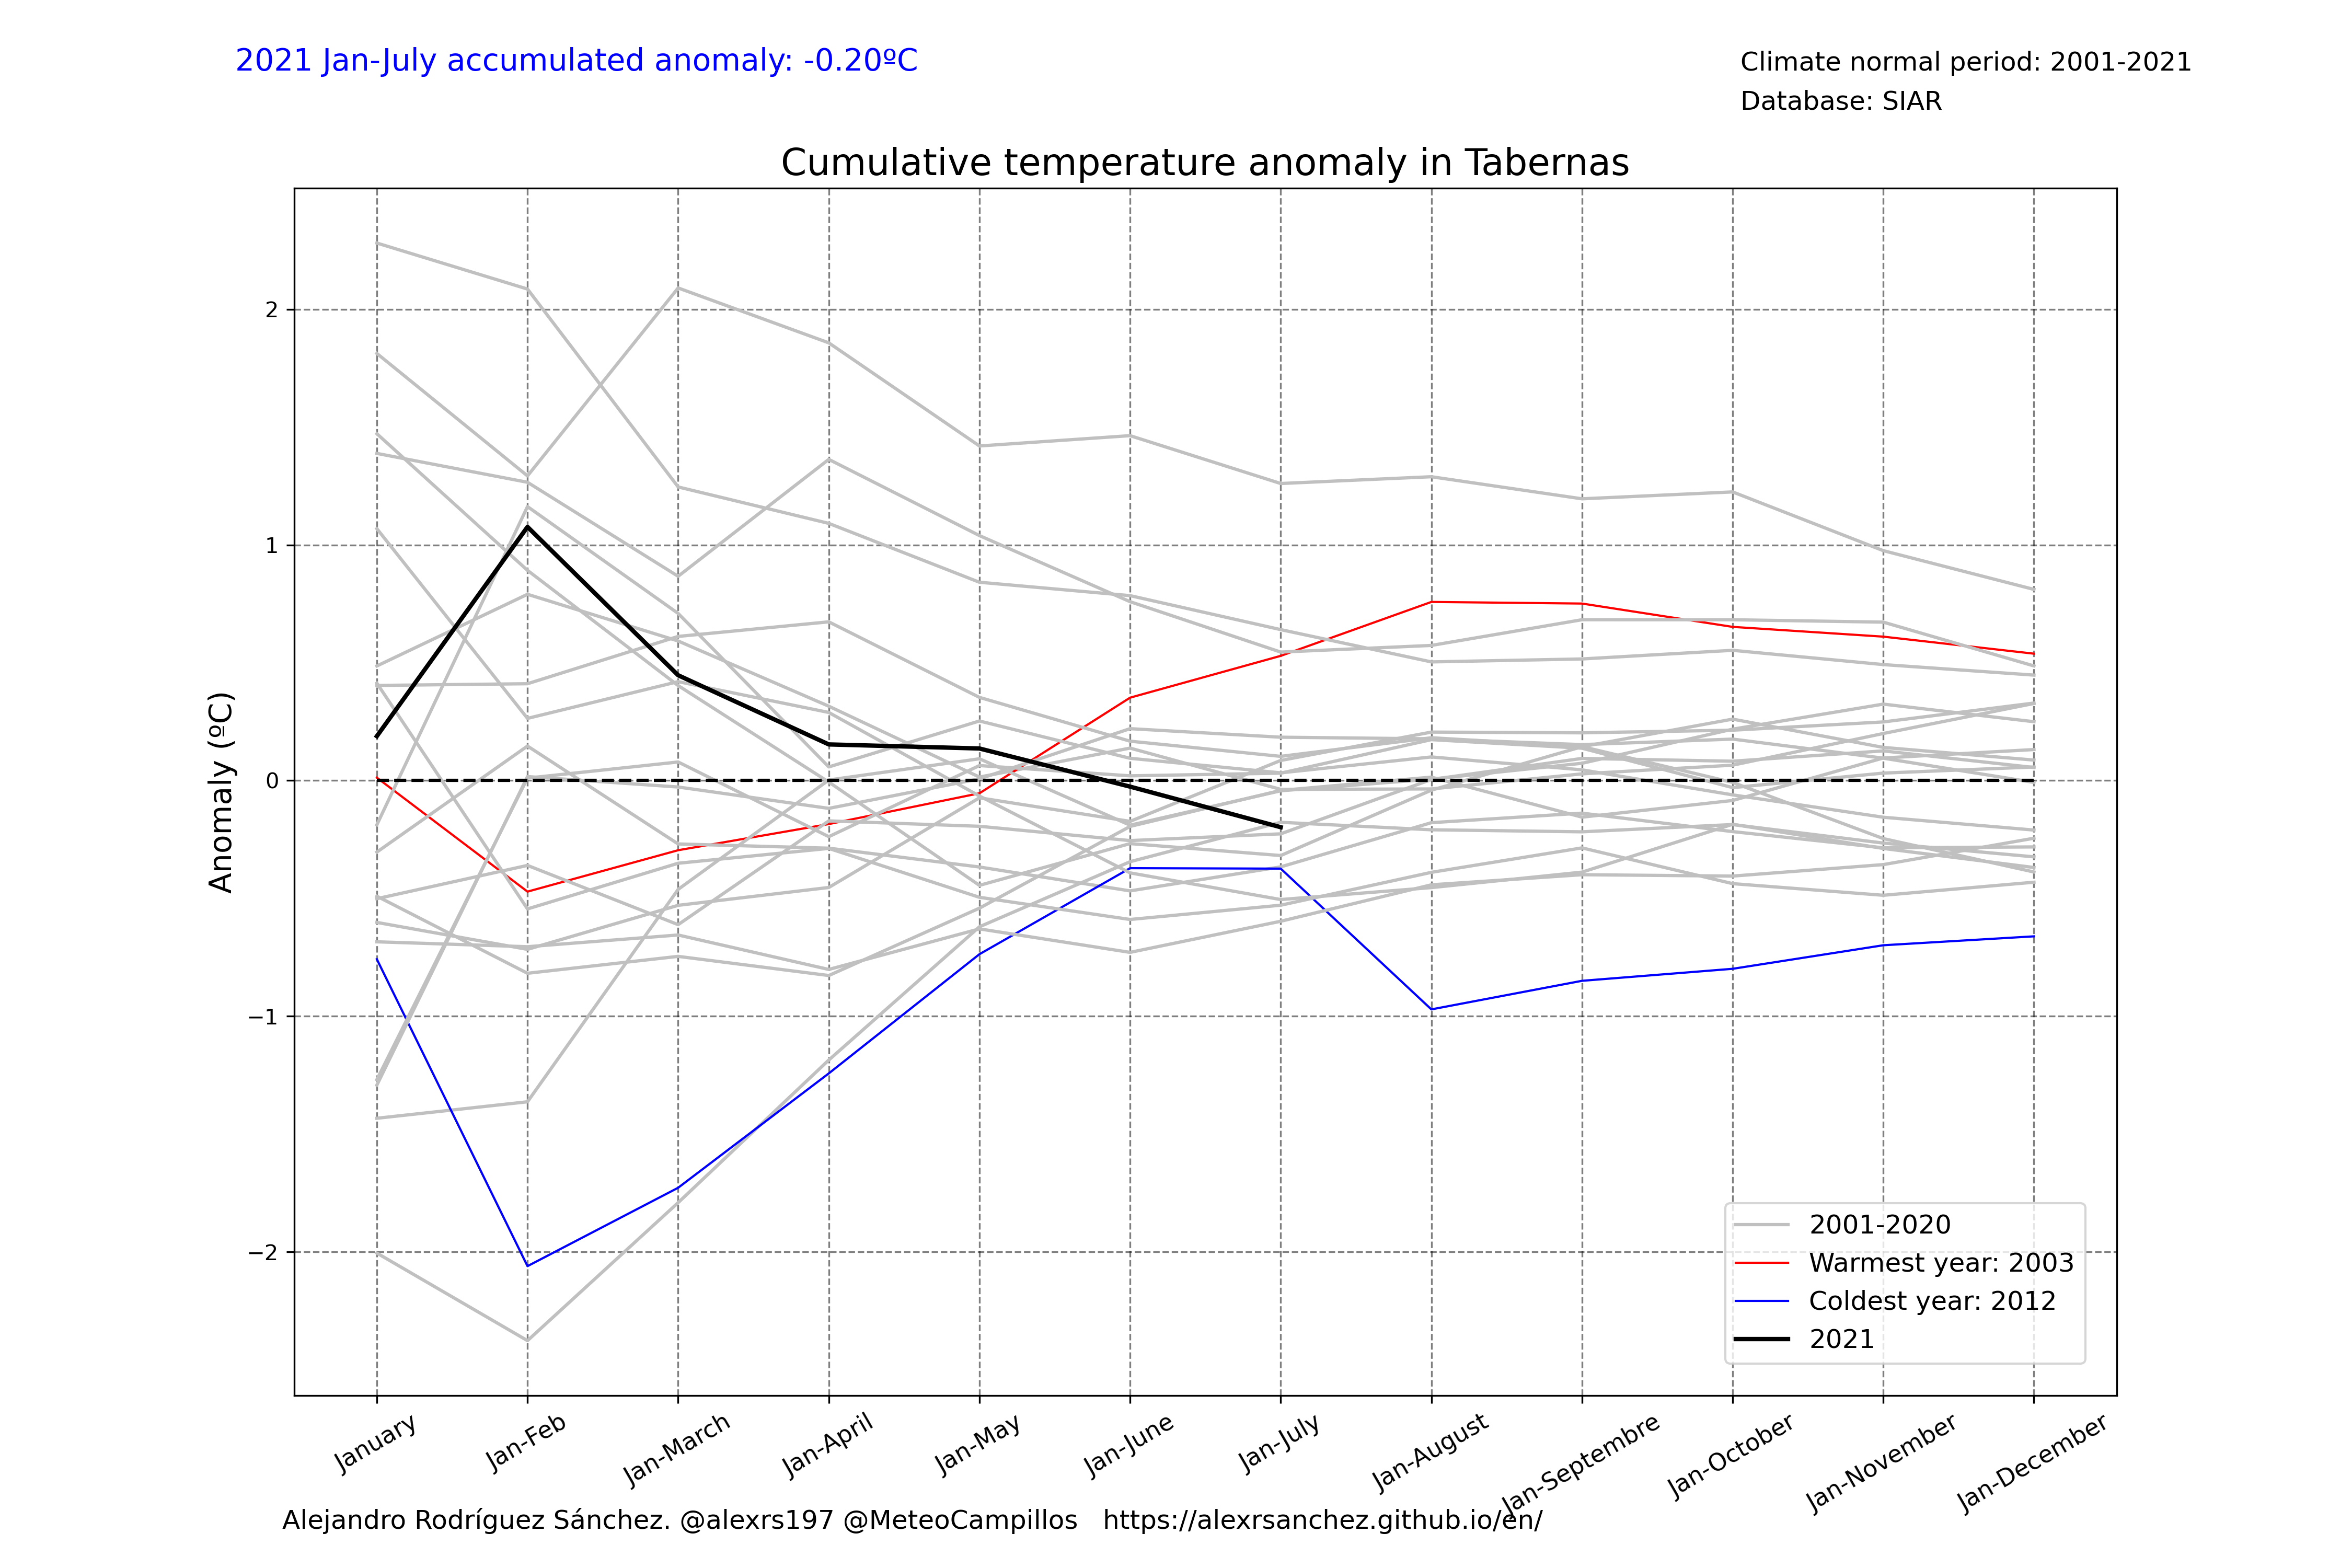 2021 Jan-July accumulated anomaly: -0.20ºC
Climate normal period: 2001-2021
Database: SIAR
Cumulative temperature anomaly in Tabernas
Anomaly (ºC)
2
1
0
−1
−2
2001-2020
Warmest year: 2003
Coldest year: 2012
2021
January
Jan-Feb
Jan-March
Jan-April
Jan-May
Jan-June
Jan-July
Jan-August
Jan-Septembre
Jan-October
Jan-November
Jan-December
Alejandro Rodríguez Sánchez. @alexrs197 @MeteoCampillos https://alexrsanchez.github.io/en/